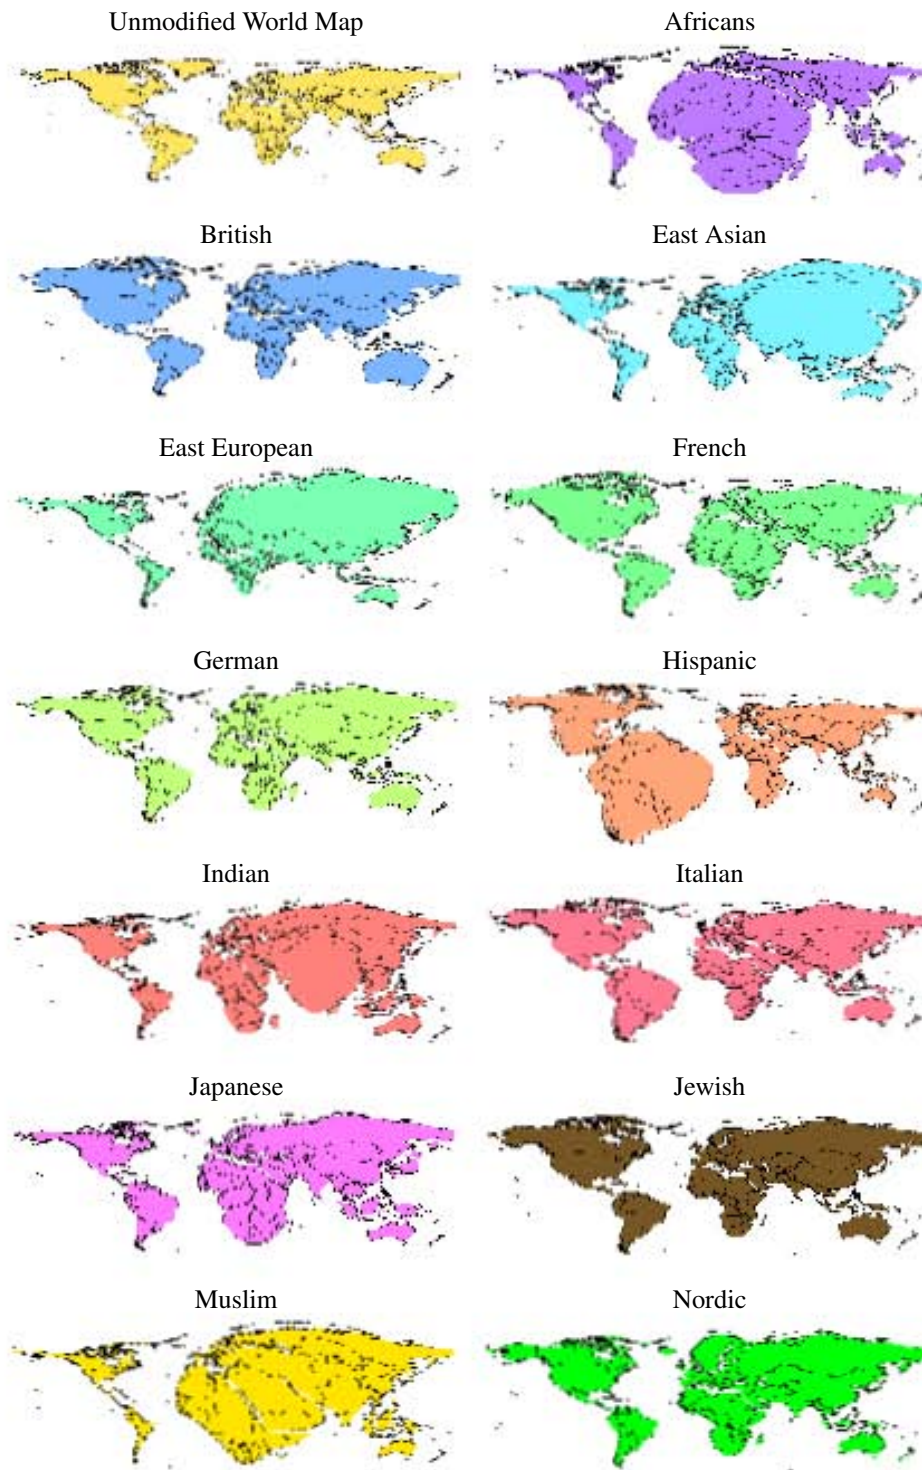 Unmodified World Map
Africans
British
East Asian
East European
French
German
Hispanic
Indian
Italian
Japanese
Jewish
Muslim
Nordic